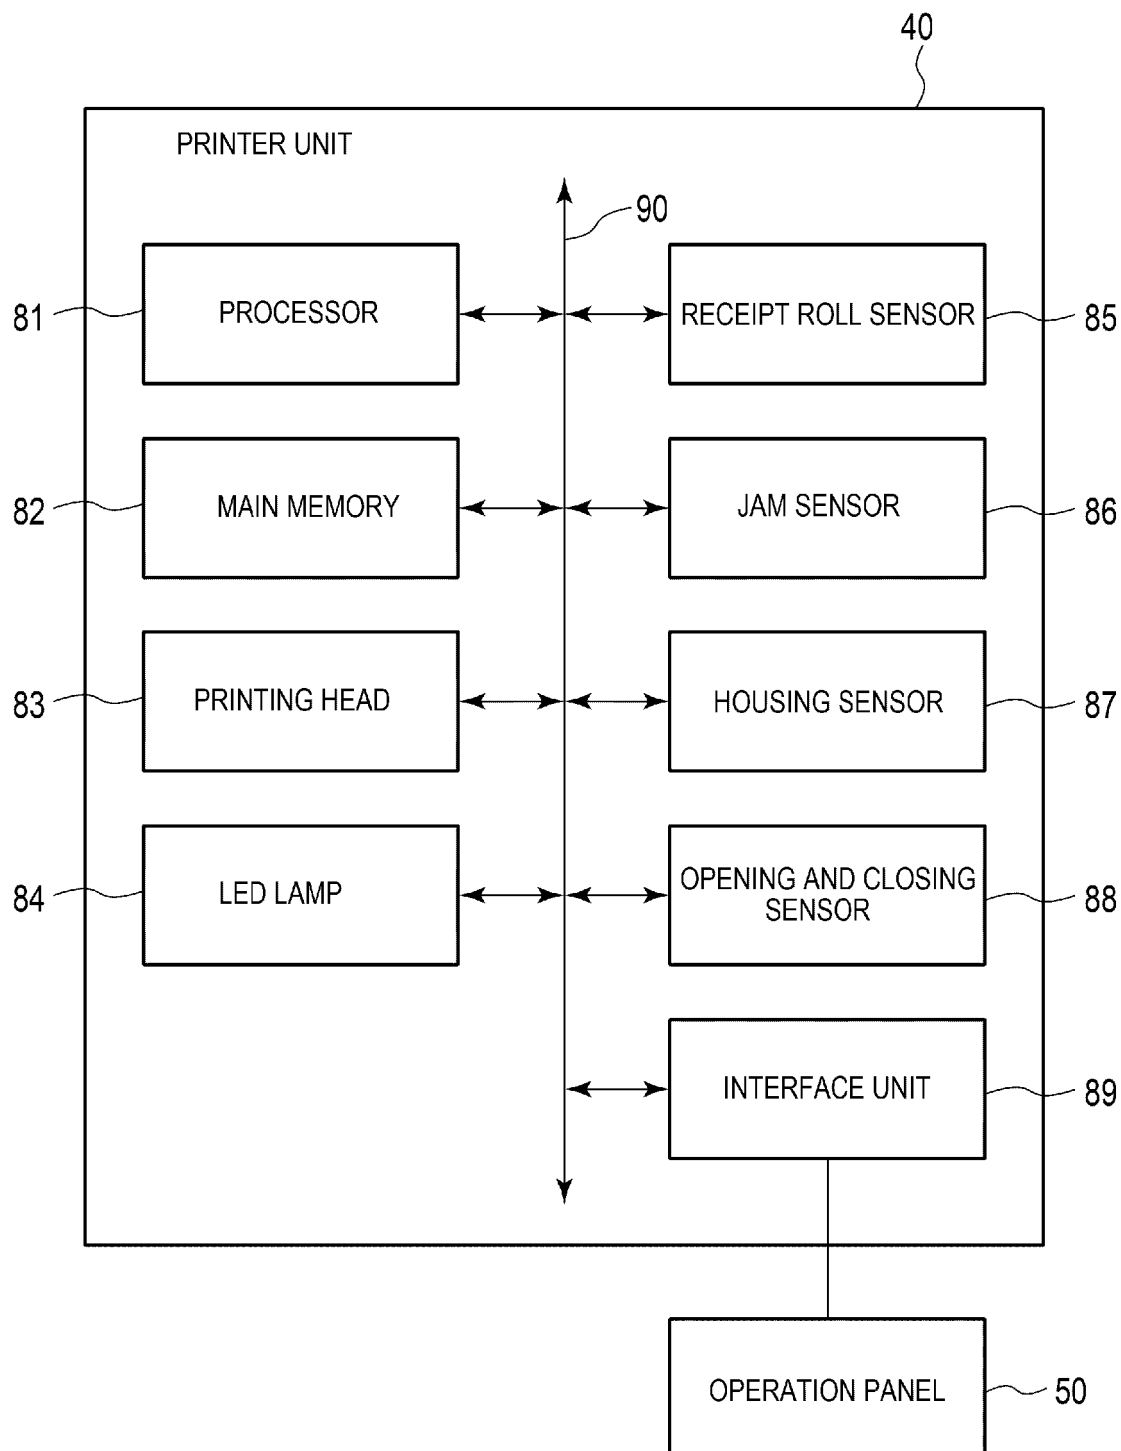 40
PRINTER UNIT
90
81
PROCESSOR
RECEIPT ROLL SENSOR
85
82
MAIN MEMORY
JAM SENSOR
86
83
PRINTING HEAD
HOUSING SENSOR
87
84
LED LAMP
OPENING AND CLOSING
SENSOR
88
INTERFACE UNIT
89
OPERATION PANEL
50